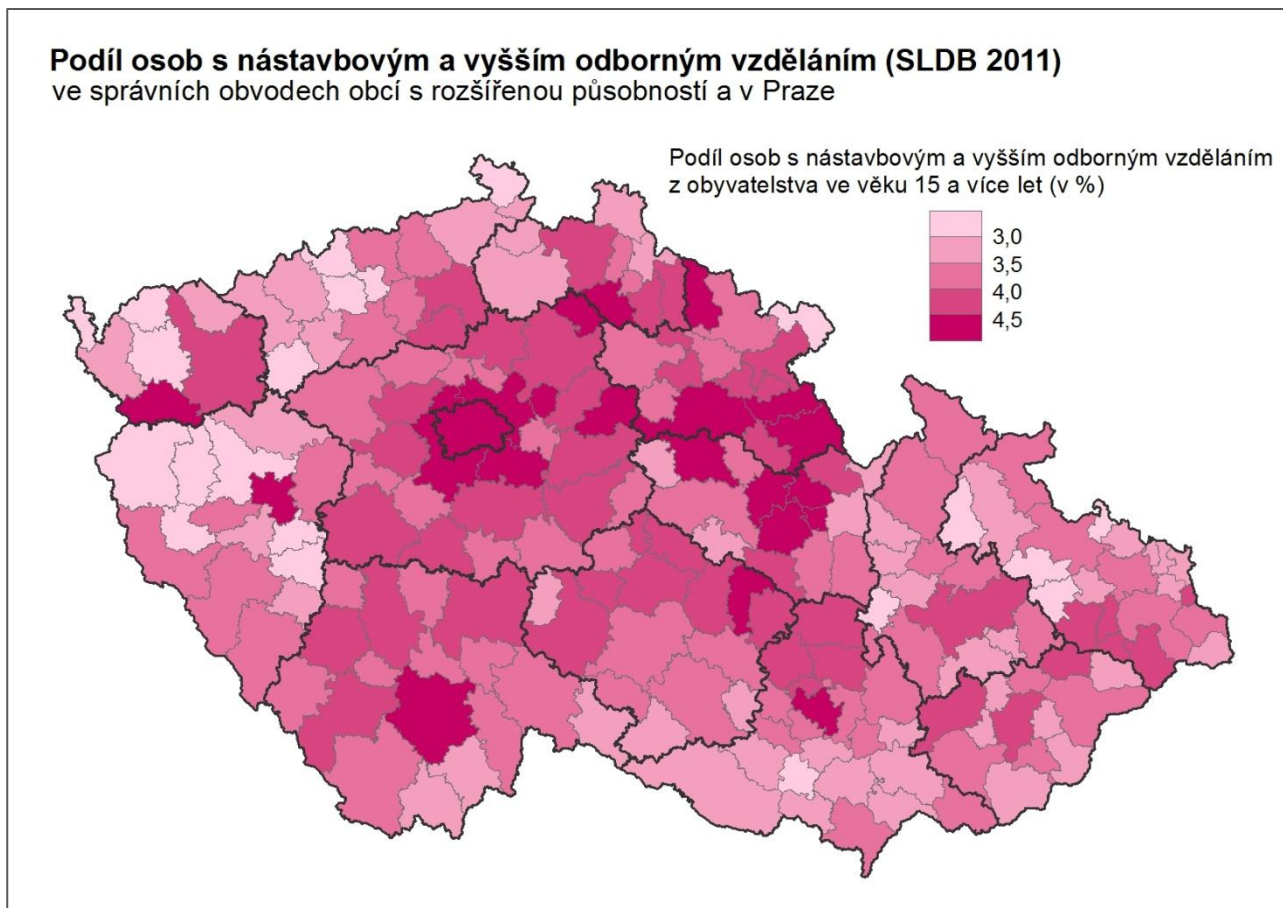 Podíl osob s nástavbovým a vyšším odborným vzděláním (SLDB 2011)
ve správních obvodech obcí s rozšířenou působností a v Praze
Podíl osob s nástavbovým a vyšším odborným vzděláním
z obyvatelstva ve věku 15 a více let (v %)
3,0
3,5
4,0
4,5